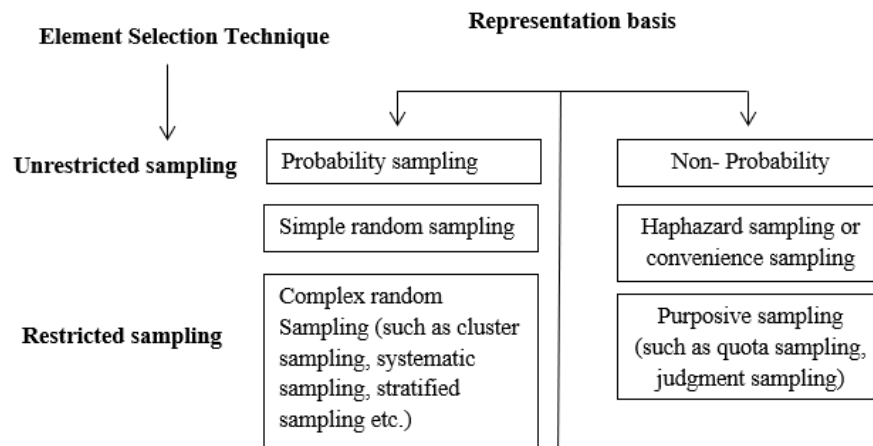 Element Selection Technique
Representation basis
Unrestricted sampling
Probability sampling
Non- Probability
Simple random sampling
Haphazard sampling or
convenience sampling
Restricted sampling
Complex random
Sampling (such as cluster
sampling, systematic
sampling, stratified
sampling etc.)
Purposive sampling
(such as quota sampling,
judgment sampling)